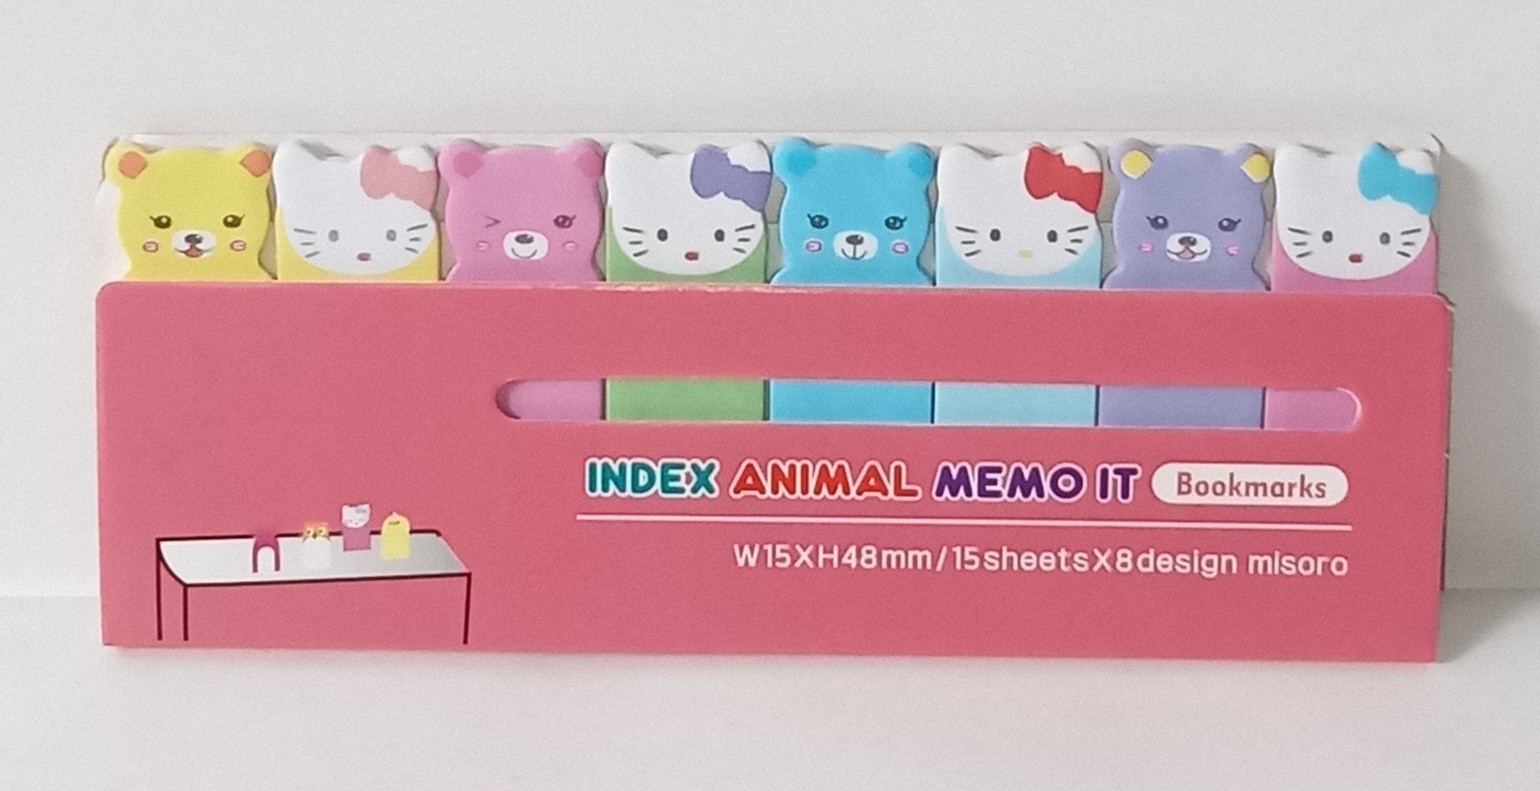 INDEX ANIMAL MEMO IT Bookmarks
W15XH48mm/15sheetsX8design misoro